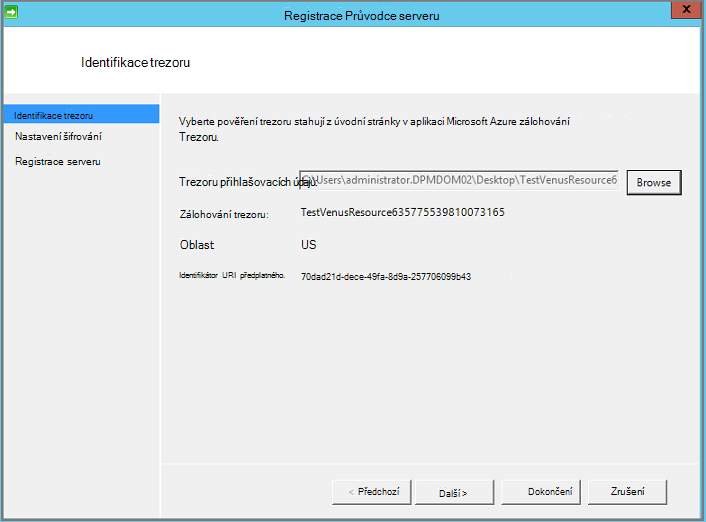 Registrace Průvodce serveru
X
Identifikace trezoru
Identifikace trezoru
Nastavení šifrování
Registrace serveru
Vyberte pověření trezoru stahují z úvodní stránky v aplikaci Microsoft Azure zálohování
Trezoru.
Trezoru přihlašovacích údajů: C:\Users\administrator.DPMDOM02\Desktop\TestVenusResource6 Browse
Zálohování trezoru: TestVenusResource635775539810073165
Oblast US
Identifikátor URI předplatného. 70dad21d-dece-49fa-8d9a-257706099b43
< Předchozí Další > Dokončení Zrušení